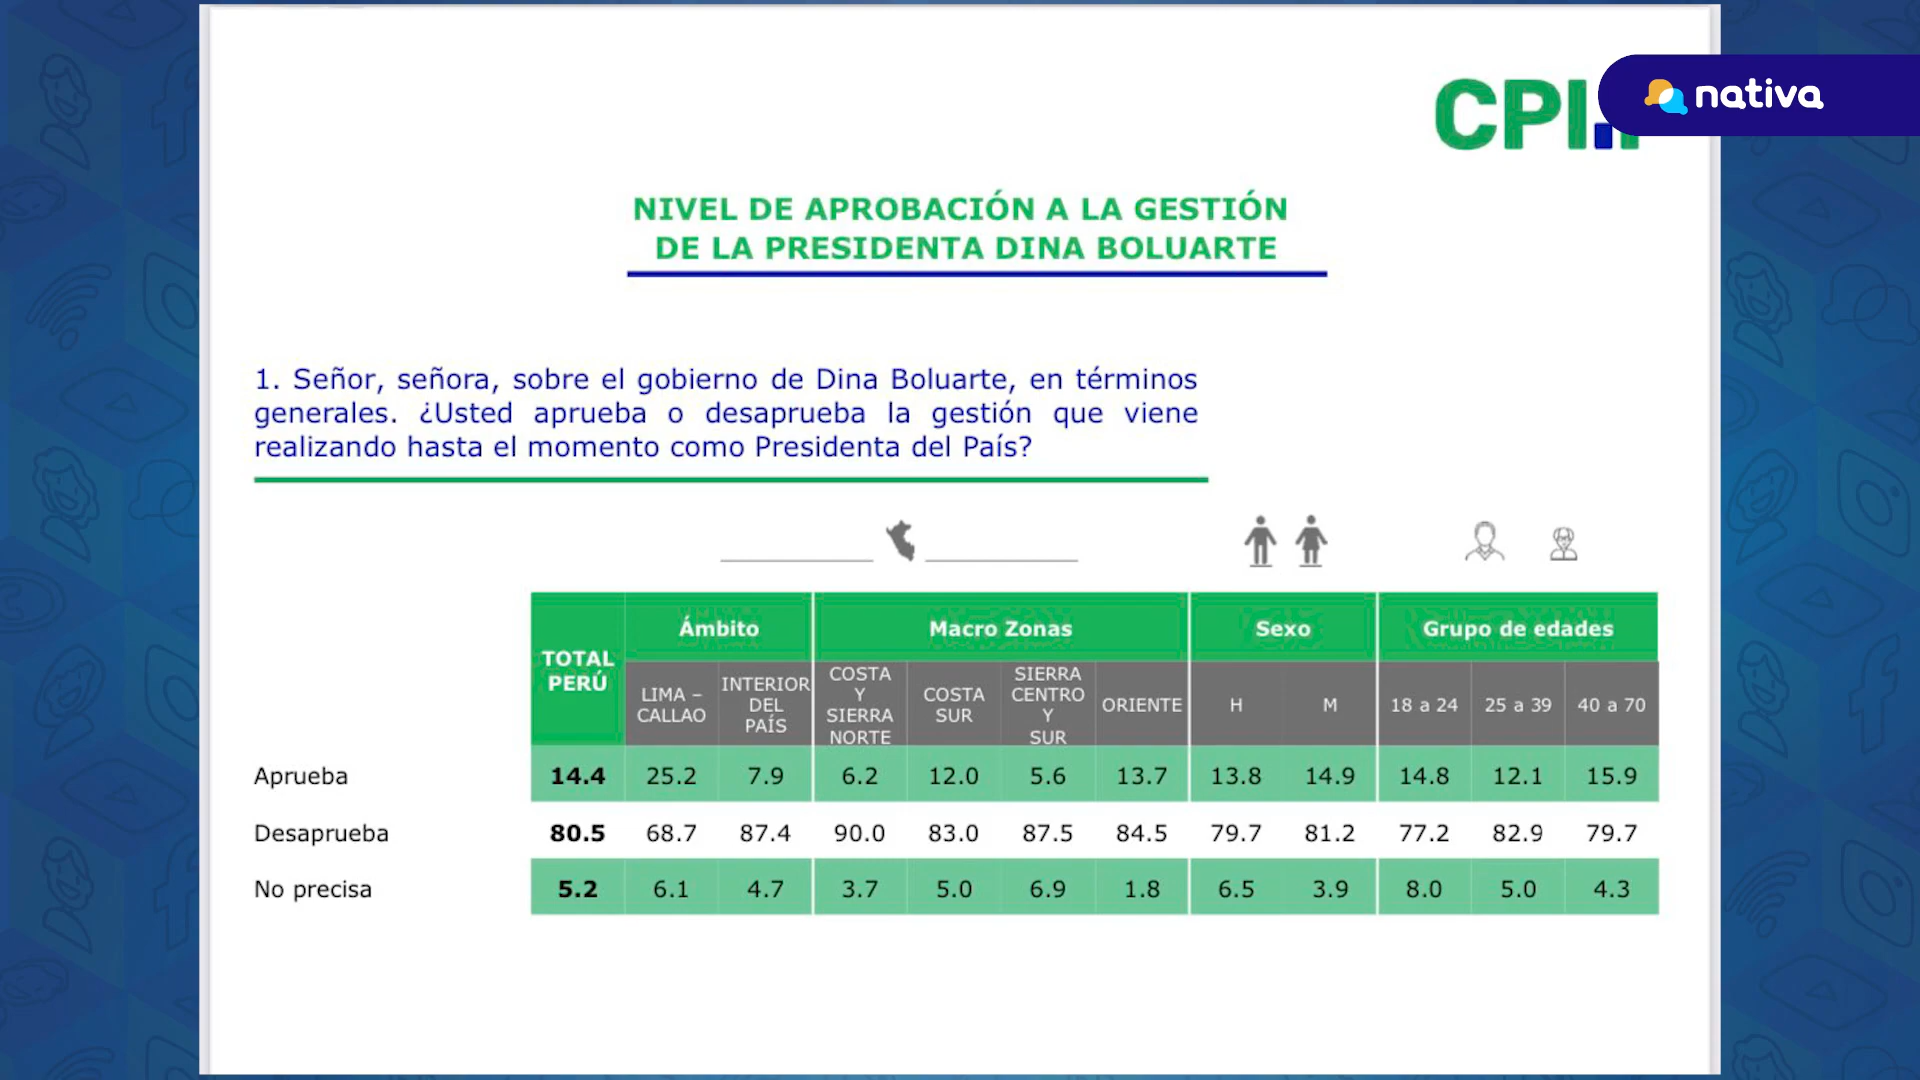 CPI
nativa
NIVEL DE APROBACIÓN A LA GESTIÓN
DE LA PRESIDENTA DINA BOLUARTE
1. Señor, señora, sobre el gobierno de Dina Boluarte, en términos
generales. ¿Usted aprueba o desaprueba la gestión que viene
realizando hasta el momento como Presidenta del País?
TOTAL PERÚ
Ámbito Macro Zonas Sexo Grupo de edades
LIMA – CALLAO INTERIOR DEL PAÍS COSTA Y SIERRA NORTE COSTA SUR SIERRA CENTRO Y SUR ORIENTE H M 18 a 24 25 a 39 40 a 70
Aprueba 14.4 25.2 7.9 6.2 12.0 5.6 13.7 13.8 14.9 14.8 12.1 15.9
Desaprueba 80.5 68.7 87.4 90.0 83.0 87.5 84.5 79.7 81.2 77.2 82.9 79.7
No precisa 5.2 6.1 4.7 3.7 5.0 6.9 1.8 6.5 3.9 8.0 5.0 4.3